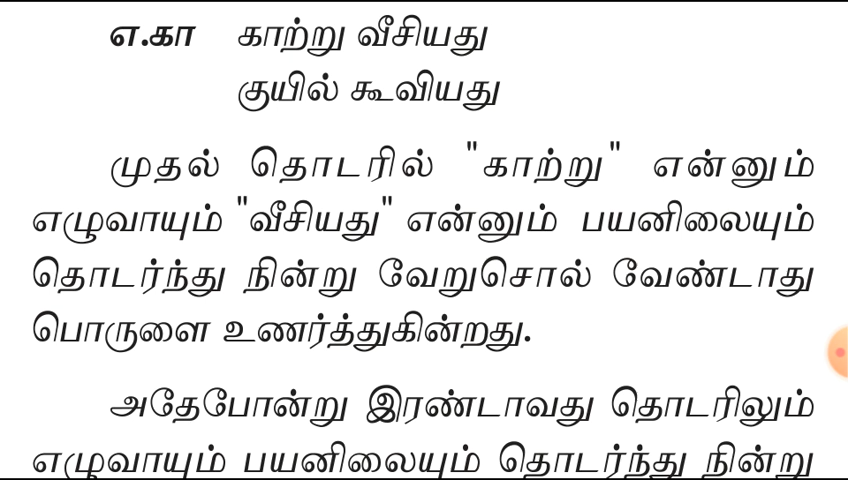 எ.கா காற்று வீசியது
குயில் கூவியது
முதல் தொடரில் "காற்று" என்னும்
எழுவாயும் "வீசியது" என்னும் பயனிலையும்
தொடர்ந்து நின்று வேறுசொல் வேண்டாது
பொருளை உணர்த்துகின்றது.
அதேபோன்று இரண்டாவது தொடரிலும்
எழுவாயும் பயனிலையும் தொடர்ந்து நின்று